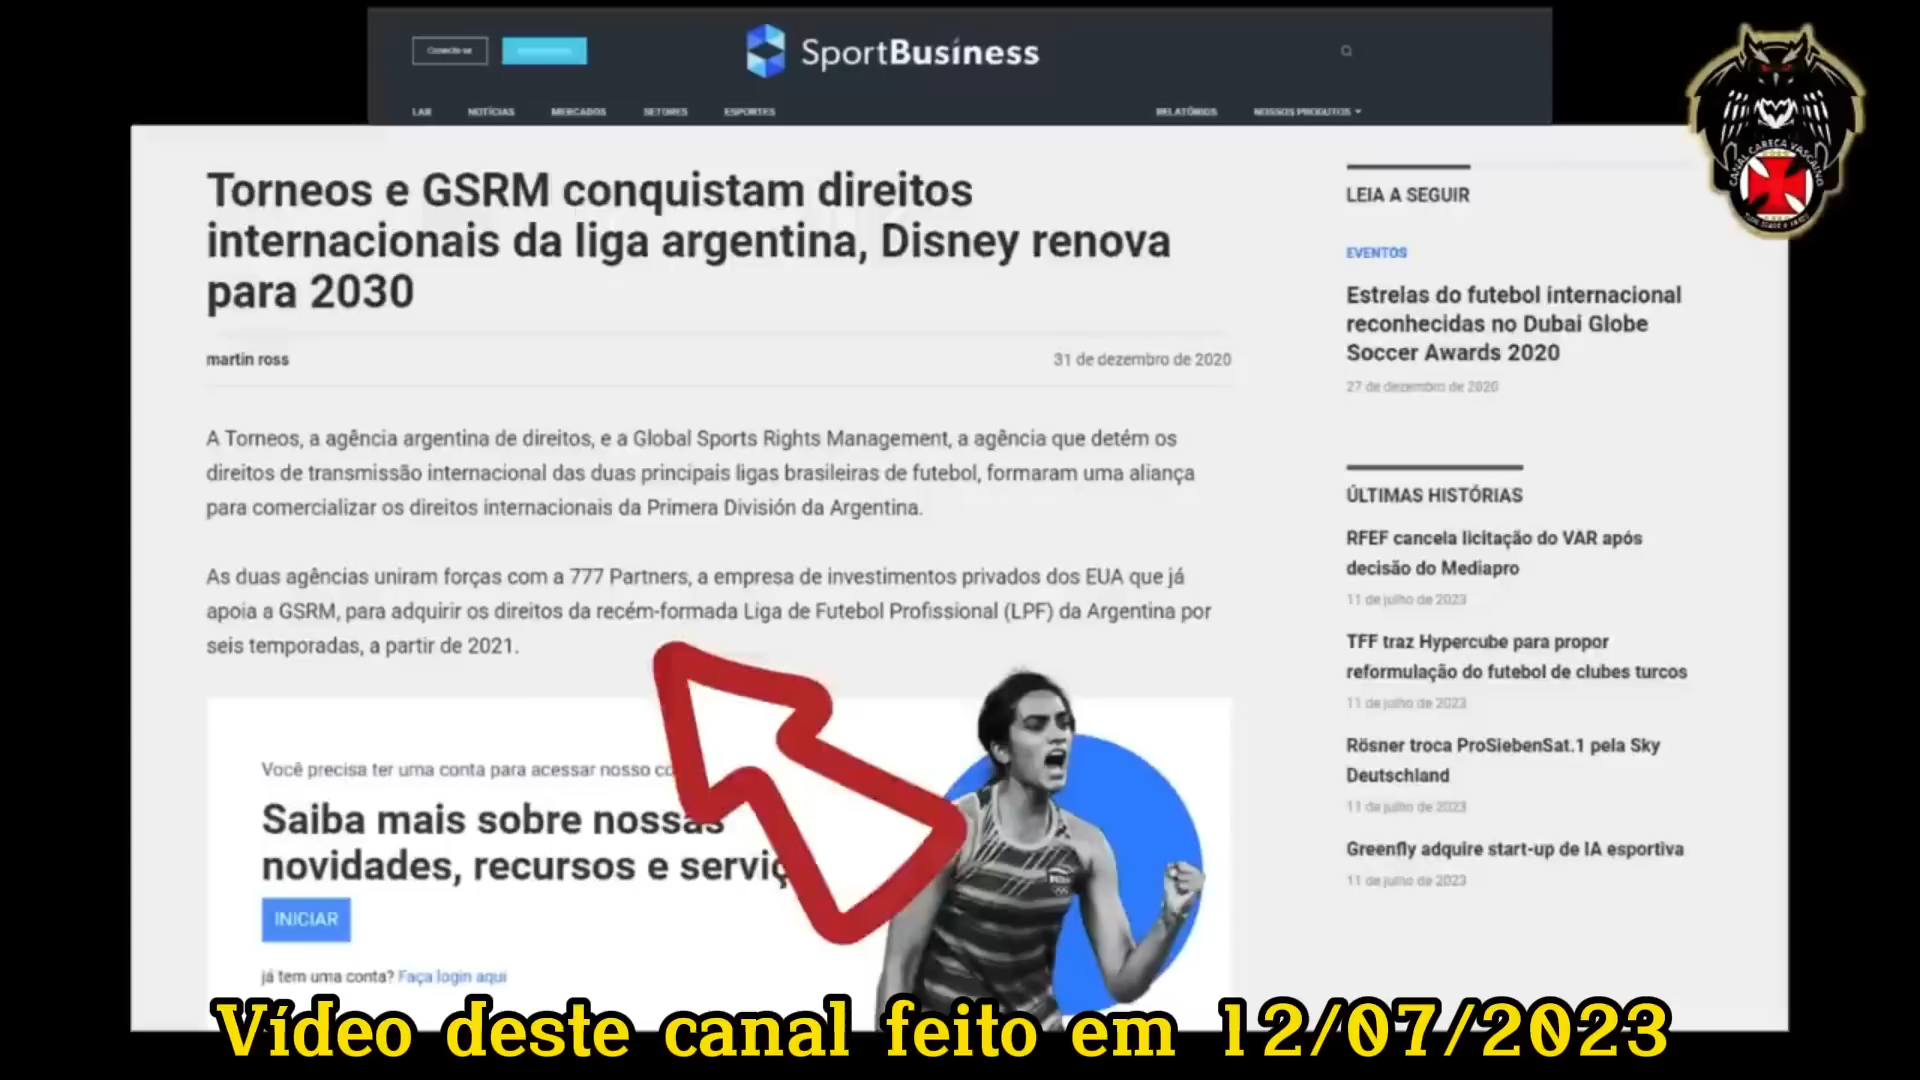 Conecte-se
SportBusiness
LAR NOTÍCIAS MERCADOS SETORES ESPORTES RELATÓRIOS NOSSOS PRODUTOS
CANAL CARECA VASCAINO
Torneos e GSRM conquistam direitos
internacionais da liga argentina, Disney renova
para 2030
martin ross
31 de dezembro de 2020
A Torneos, a agência argentina de direitos, e a Global Sports Rights Management, a agência que detém os
direitos de transmissão internacional das duas principais ligas brasileiras de futebol, formaram uma aliança
para comercializar os direitos internacionais da Primera División da Argentina.
As duas agências uniram forças com a 777 Partners, a empresa de investimentos privados dos EUA que já
apoia a GSRM, para adquirir os direitos da recém-formada Liga de Futebol Profissional (LPF) da Argentina por
seis temporadas, a partir de 2021.
Você precisa ter uma conta para acessar nosso co
Saiba mais sobre nossas
novidades, recursos e serviç
INICIAR
já tem uma conta? Faça login aqui
LEIA A SEGUIR
EVENTOS
Estrelas do futebol internacional
reconhecidas no Dubai Globe
Soccer Awards 2020
27 de dezembro de 2020
ÚLTIMAS HISTÓRIAS
RFEF cancela licitação do VAR após
decisão do Mediapro
11 de julho de 2023
TFF traz Hypercube para propor
reformulação do futebol de clubes turcos
11 de julho de 2023
Rösner troca ProSiebenSat.1 pela Sky
Deutschland
11 de julho de 2023
Greenfly adquire start-up de IA esportiva
11 de julho de 2023
Vídeo deste canal feito em 12/07/2023